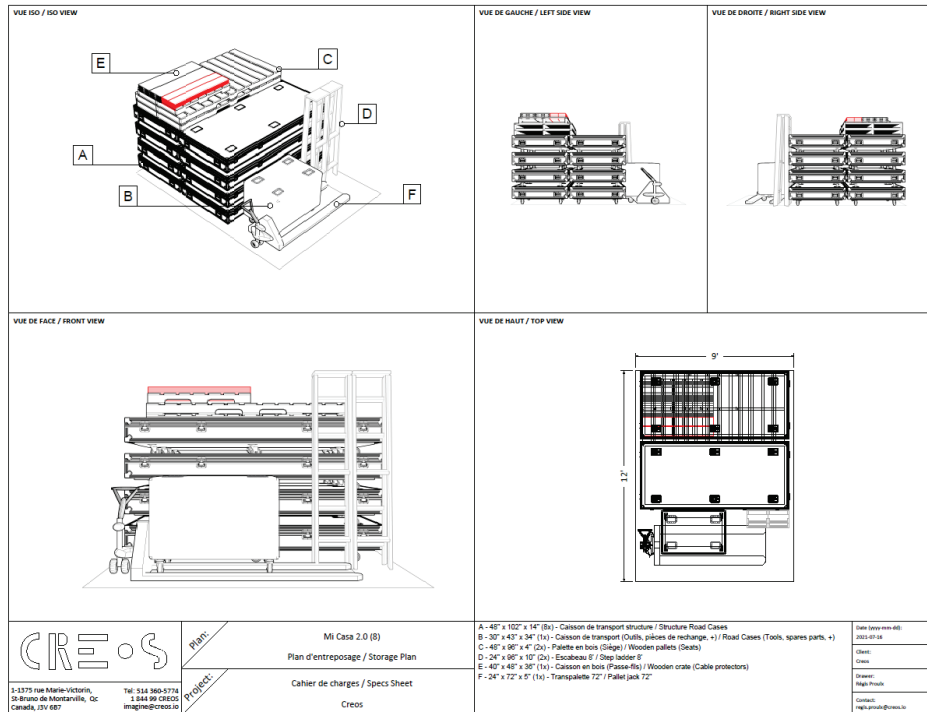 VUE ISO / ISO VIEW
E
C
D
A
B
F
VUE DE GAUCHE / LEFT SIDE VIEW
VUE DE DROITE / RIGHT SIDE VIEW
VUE DE FACE / FRONT VIEW
VUE DE HAUT / TOP VIEW
9'
12'
CREOS
1-1375 rue Marie-Victorin,
St-Bruno de Montarville, Qc
Canada, J3V 6B7
Tel: 514 360-5774
1 844 99 CREOS
imagine@creos.io
Plan:
Mi Casa 2.0 (8)
Plan d'entreposage / Storage Plan
Project:
Cahier de charges / Specs Sheet
Creos
A - 48" x 102" x 14" (8x) - Caisson de transport structure / Structure Road Cases
B - 30" x 43" x 34" (1x) - Caisson de transport (Outils, pièces de rechange, +) / Road Cases (Tools, spares parts, +)
C - 48" x 96" x 4" (2x) - Palette en bois (Siège) / Wooden pallets (Seats)
D - 24" x 96" x 10" (2x) - Escabeau 8' / Step ladder 8'
E - 40" x 48" x 36" (1x) - Caisson en bois (Passe-fils) / Wooden crate (Cable protectors)
F - 24" x 72" x 5" (1x) - Transpalette 72" / Pallet jack 72"
Date (yyyy-mm-dd):
2021-07-16
Client:
Creos
Drawer:
Régis Proulx
Contact:
regis.proulx@creos.io